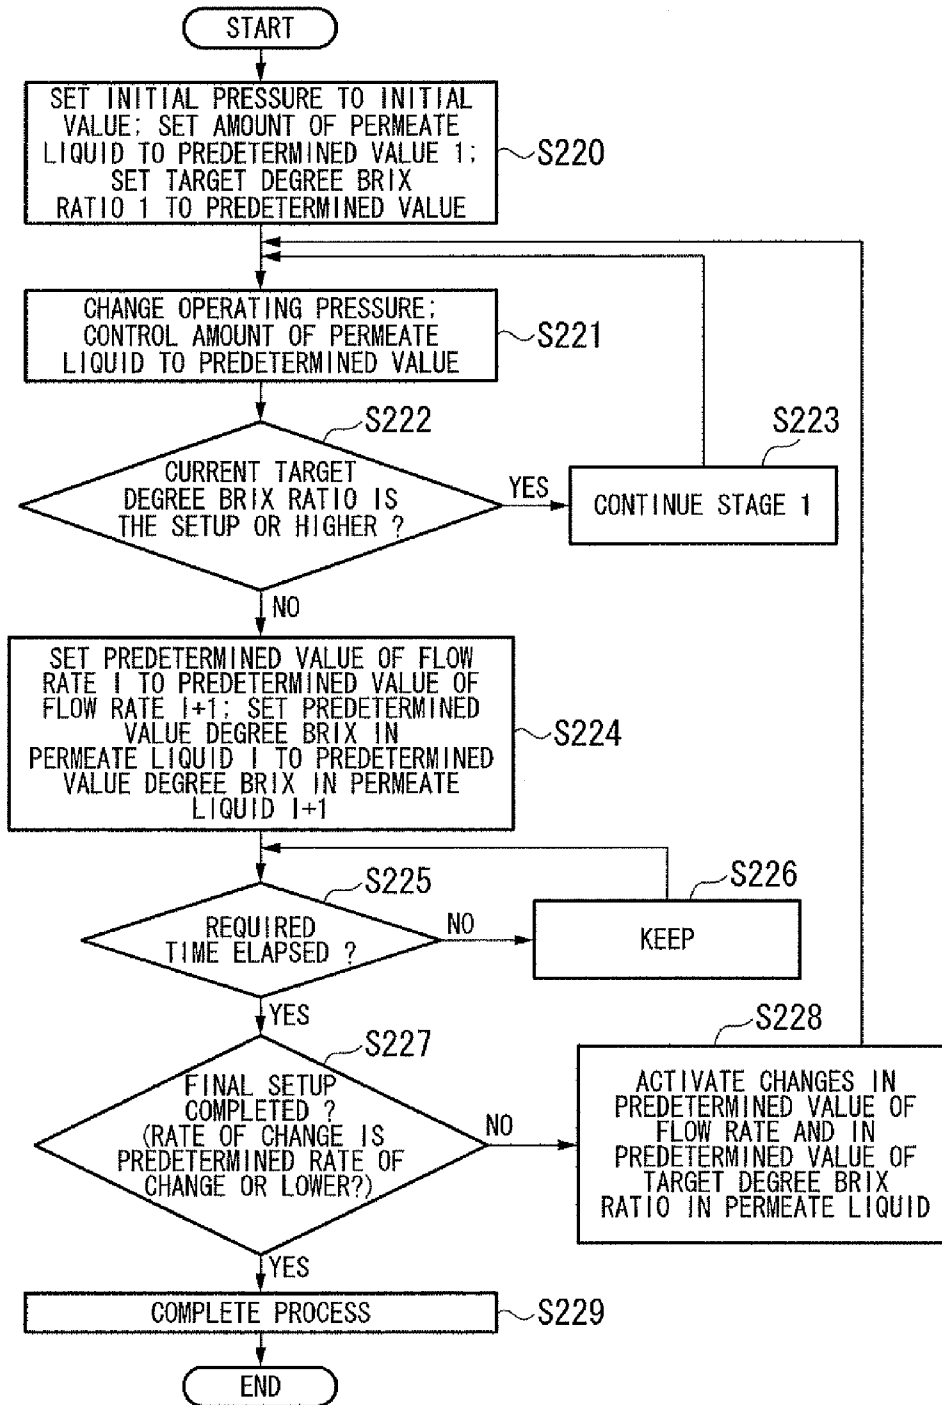 START
SET INITIAL PRESSURE TO INITIAL
VALUE; SET AMOUNT OF PERMEATE
LIQUID TO PREDETERMINED VALUE 1;
SET TARGET DEGREE BRIX
RATIO 1 TO PREDETERMINED VALUE
S220
CHANGE OPERATING PRESSURE;
CONTROL AMOUNT OF PERMEATE
LIQUID TO PREDETERMINED VALUE
S221
S222
CURRENT TARGET
DEGREE BRIX RATIO IS
THE SETUP OR HIGHER ?
YES
S223
CONTINUE STAGE 1
NO
SET PREDETERMINED VALUE OF FLOW
RATE I TO PREDETERMINED VALUE OF
FLOW RATE I+1; SET PREDETERMINED
VALUE DEGREE BRIX IN
PERMEATE LIQUID I TO PREDETERMINED
VALUE DEGREE BRIX IN PERMEATE
LIQUID I+1
S224
S225
REQUIRED
TIME ELAPSED ?
NO
S226
KEEP
YES
S227
FINAL SETUP
COMPLETED ?
(RATE OF CHANGE IS
PREDETERMINED RATE OF
CHANGE OR LOWER?)
NO
S228
ACTIVATE CHANGES IN
PREDETERMINED VALUE OF
FLOW RATE AND IN
PREDETERMINED VALUE OF
TARGET DEGREE BRIX
RATIO IN PERMEATE LIQUID
YES
COMPLETE PROCESS
S229
END